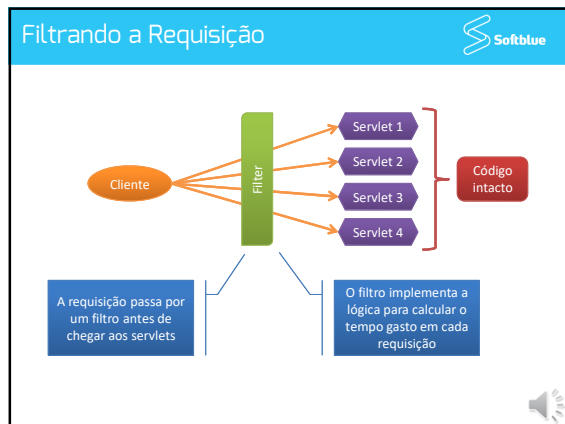 Filtrando a Requisição
Softblue
Servlet 1
Servlet 2
Servlet 3
Servlet 4
Cliente
Filter
Código
intacto
A requisição passa por
um filtro antes de
chegar aos servlets
O filtro implementa a
lógica para calcular o
tempo gasto em cada
requisição